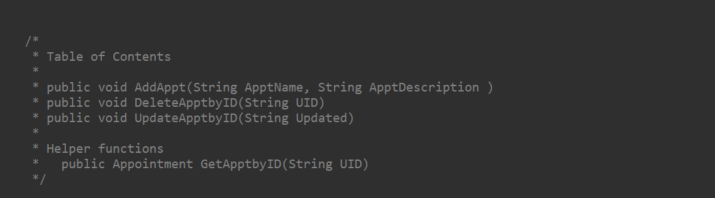 /*
* Table of Contents
*
* public void AddAppt(String ApptName, String ApptDescription )
* public void DeleteApptbyID(String UID)
* public void UpdateApptbyID(String Updated)
*
* Helper functions
*   public Appointment GetApptbyID(String UID)
*/